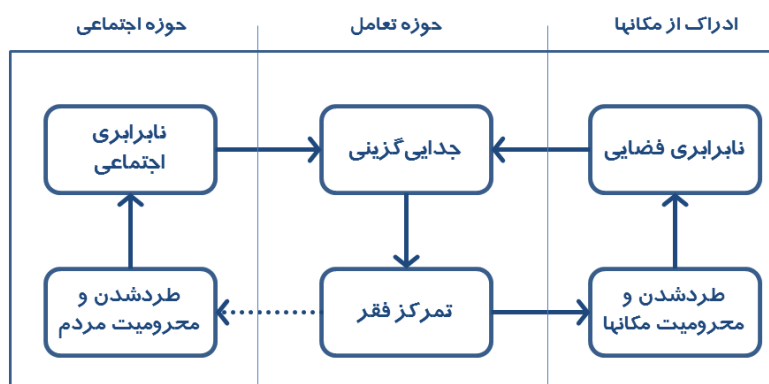 ادراک از مکانها
حوزه تعامل
حوزه اجتماعی
نابرابری فضایی
جدایی‌گزینی
نابرابری
اجتماعی
طردشدن و
محرومیت مکانها
تمرکز فقر
طردشدن و
محرومیت مردم